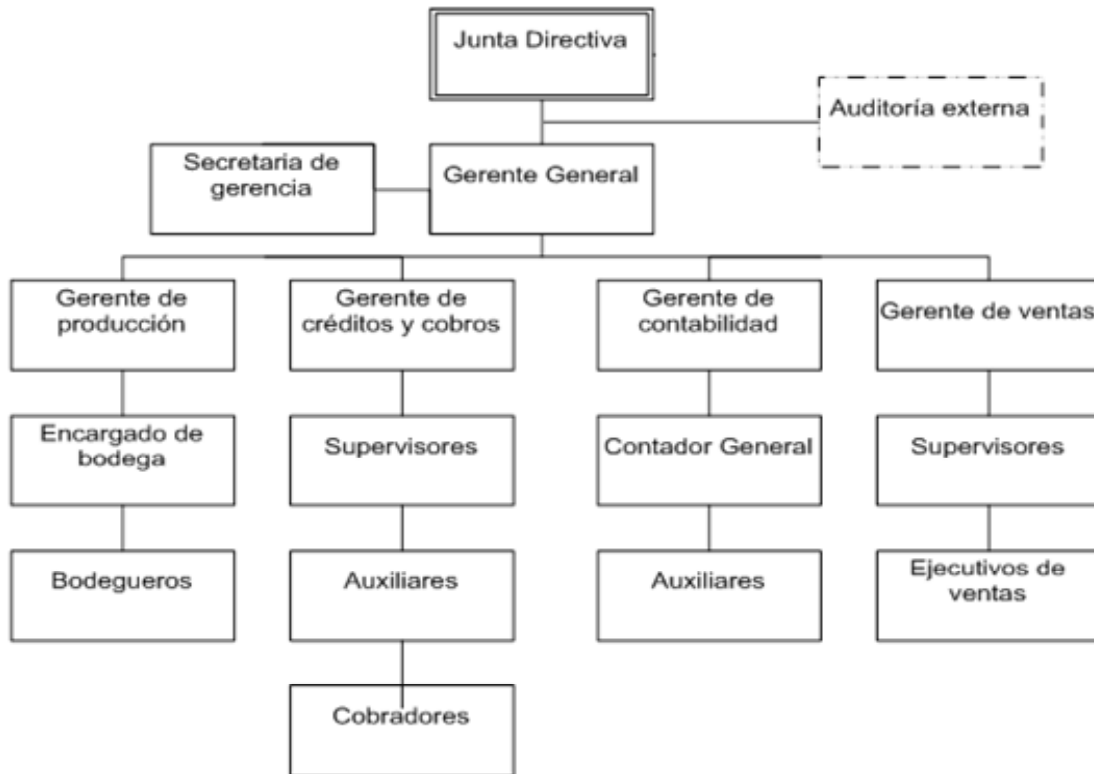 Junta Directiva
Auditoría externa
Secretaria de
gerencia
Gerente General
Gerente de
producción
Gerente de
créditos y cobros
Gerente de
contabilidad
Gerente de ventas
Encargado de
bodega
Supervisores
Contador General
Supervisores
Bodegueros
Auxiliares
Auxiliares
Ejecutivos de
ventas
Cobradores